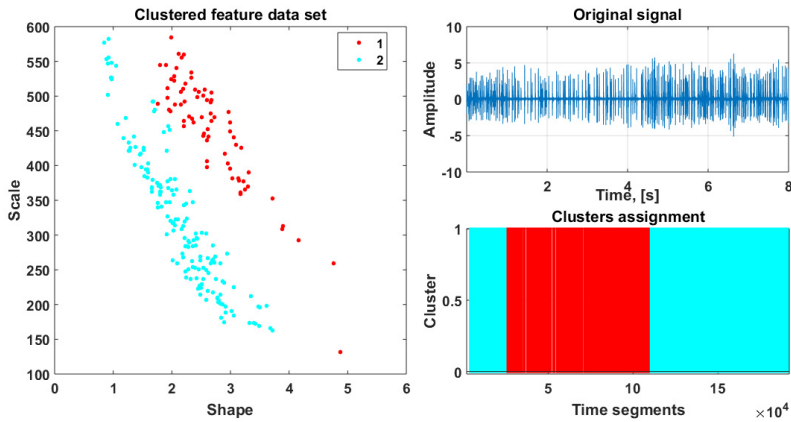 Clustered feature data set
600
550
500
450
400
350
300
250
200
150
100
0 1 2 3 4 5 6
Scale
Shape
1
2
Original signal
10
5
0
-5
-10
2 4 6 8
Amplitude
Time, [s]
Clusters assignment
1
0.5
0
5 10 15
×10⁴
Cluster
Time segments